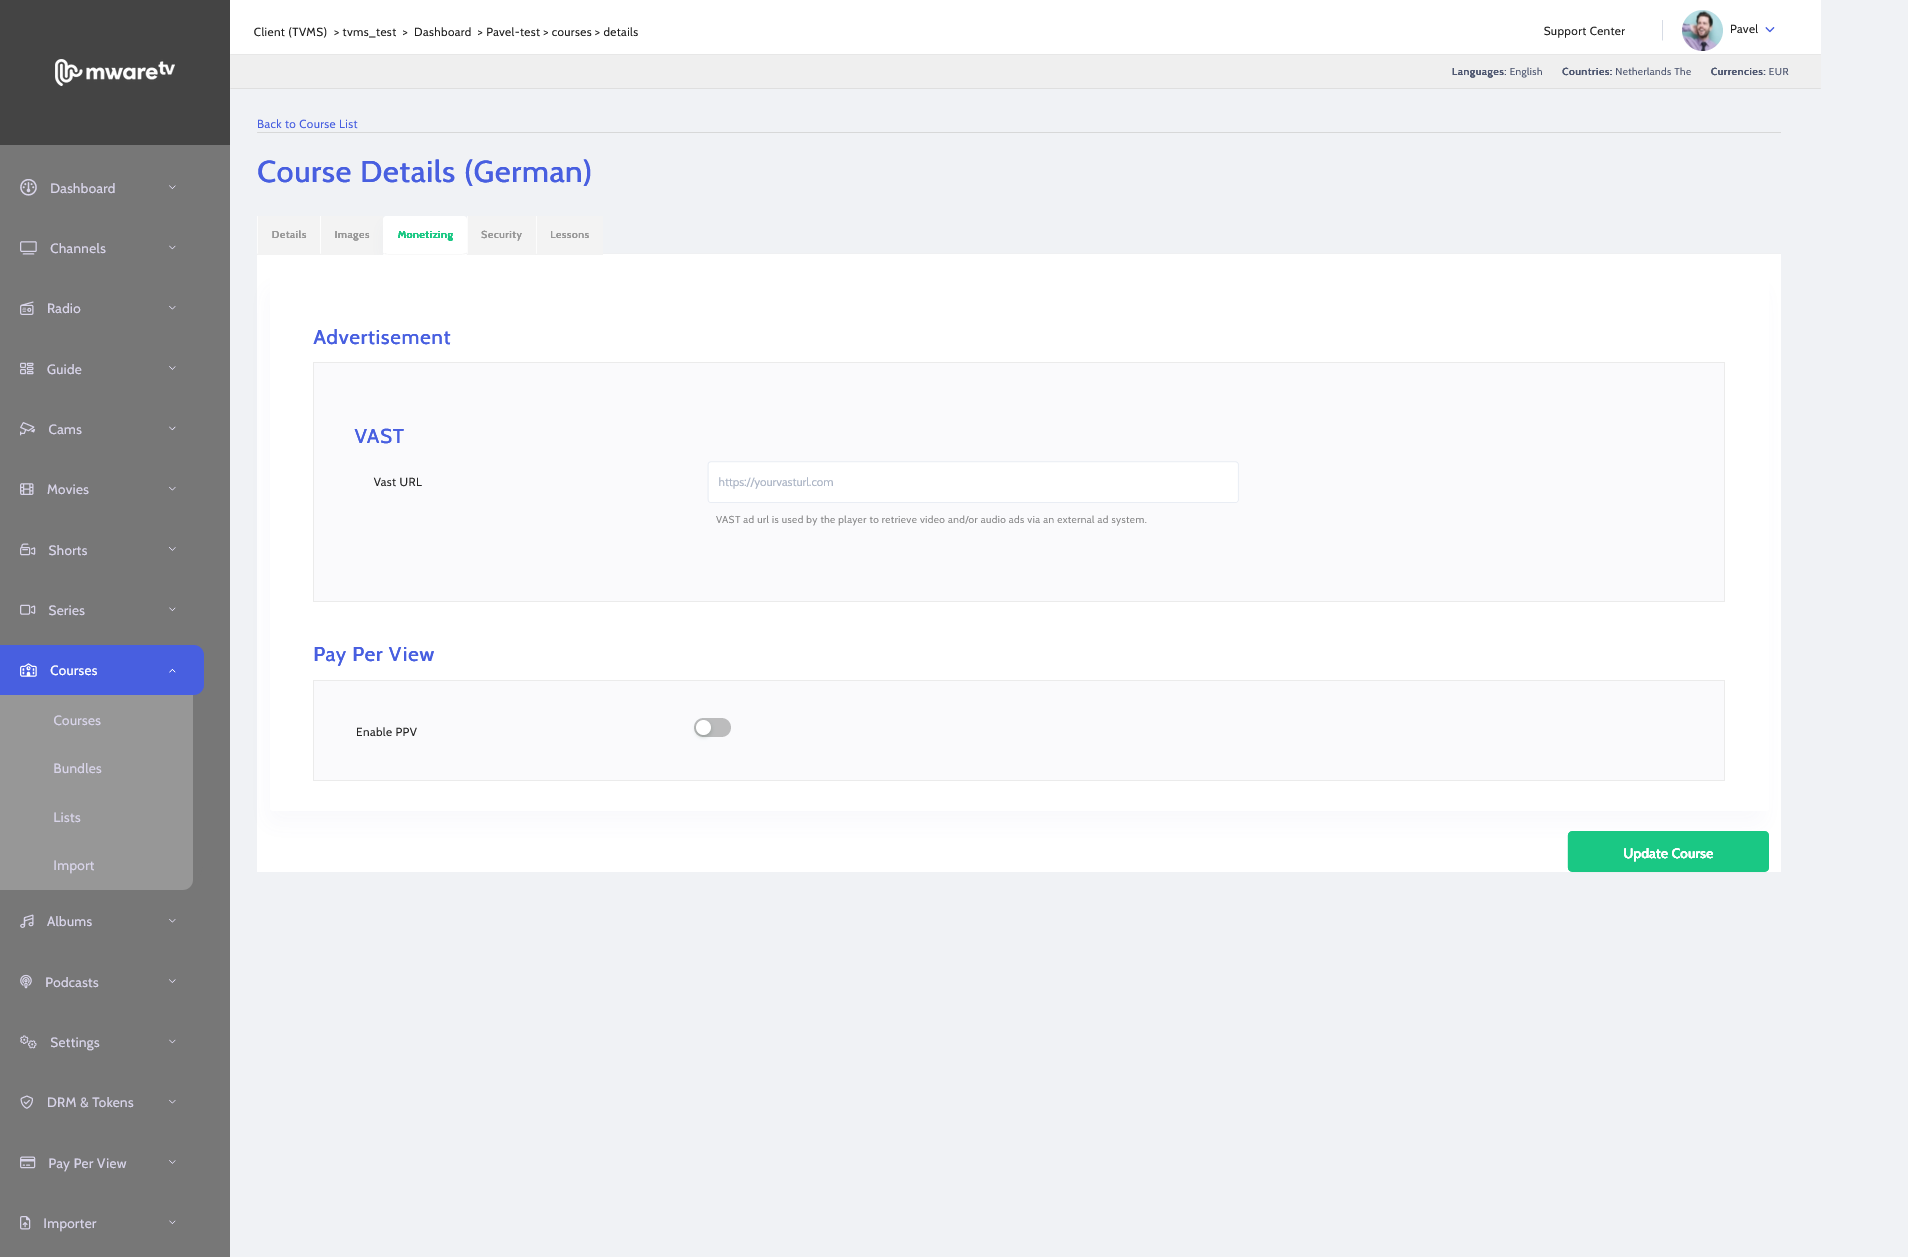 mwaretv
Client (TVMS) > tvms_test > Dashboard > Pavel-test > courses > details
Support Center
Pavel
Languages: English Countries: Netherlands The Currencies: EUR
Back to Course List
Course Details (German)
Details Images Monetizing Security Lessons
Advertisement
VAST
Vast URL
https://yourvasturl.com
VAST ad url is used by the player to retrieve video and/or audio ads via an external ad system.
Pay Per View
Enable PPV
Update Course
Dashboard
Channels
Radio
Guide
Cams
Movies
Shorts
Series
Courses
Courses
Bundles
Lists
Import
Albums
Podcasts
Settings
DRM & Tokens
Pay Per View
Importer